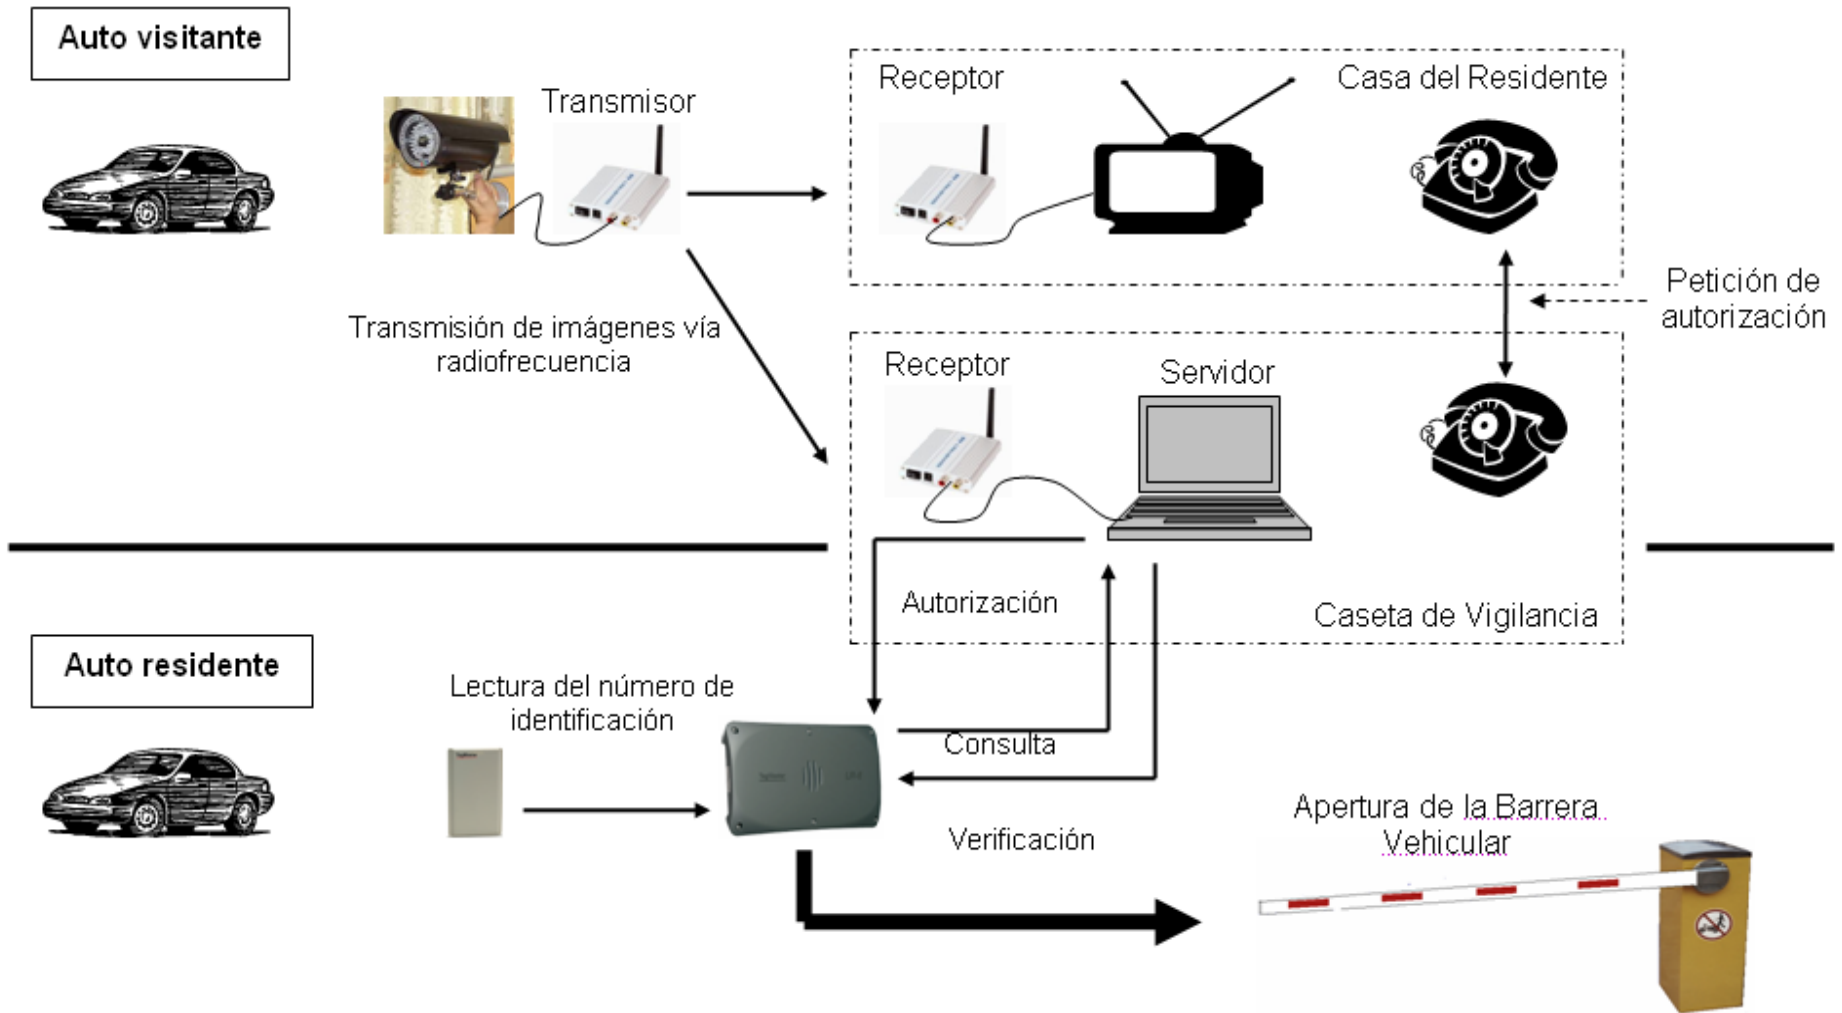 Auto visitante
Transmisor
Receptor
Casa del Residente
Transmisión de imágenes vía
radiofrecuencia
Petición de
autorización
Receptor
Servidor
Autorización
Caseta de Vigilancia
Auto residente
Lectura del número de
identificación
Consulta
Verificación
Apertura de la Barrera
Vehicular